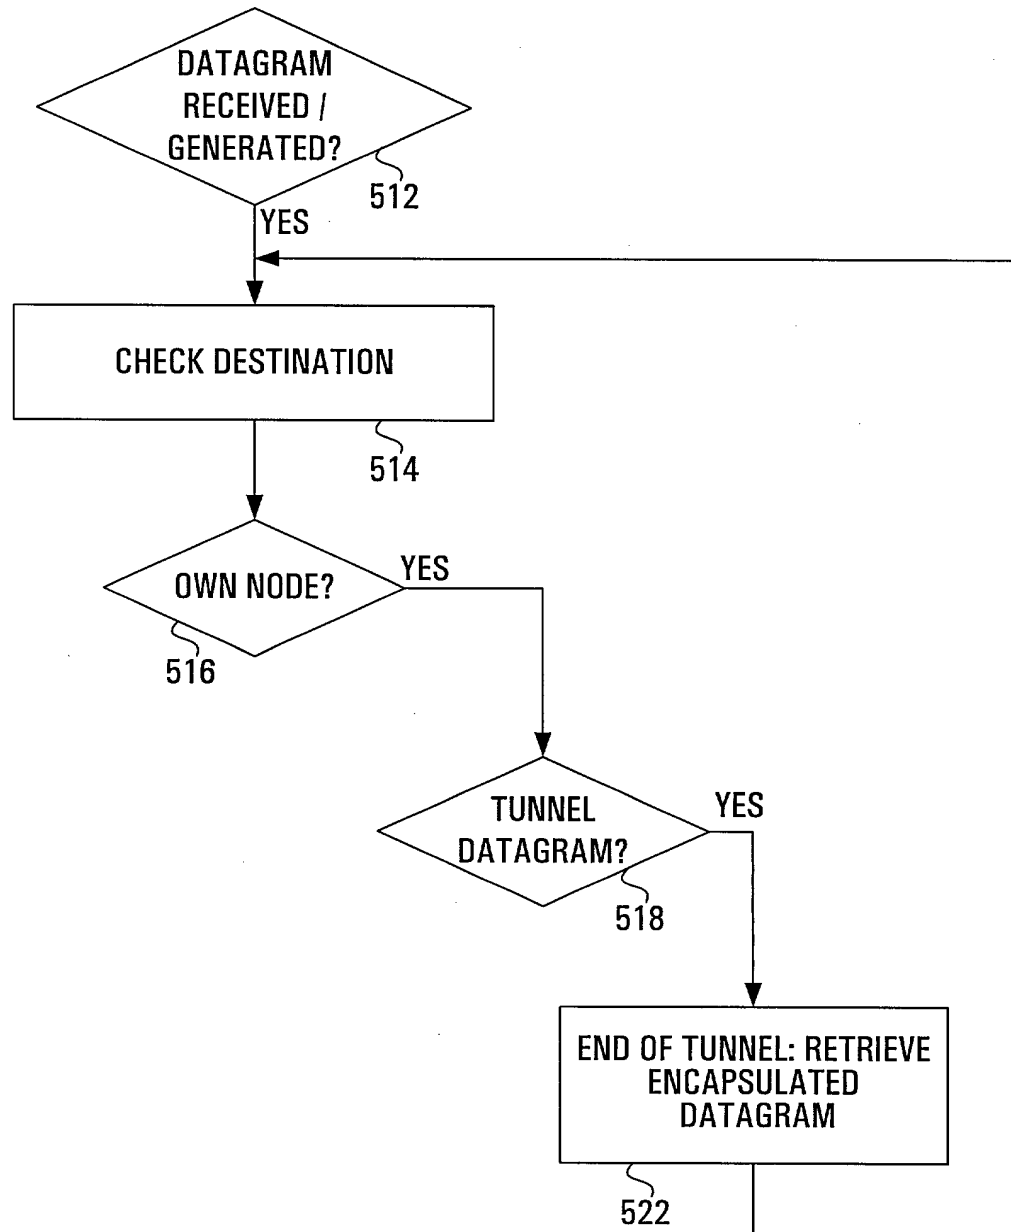 DATAGRAM
RECEIVED /
GENERATED?
512
YES
CHECK DESTINATION
514
OWN NODE?
YES
516
TUNNEL
DATAGRAM?
YES
518
END OF TUNNEL: RETRIEVE
ENCAPSULATED
DATAGRAM
522